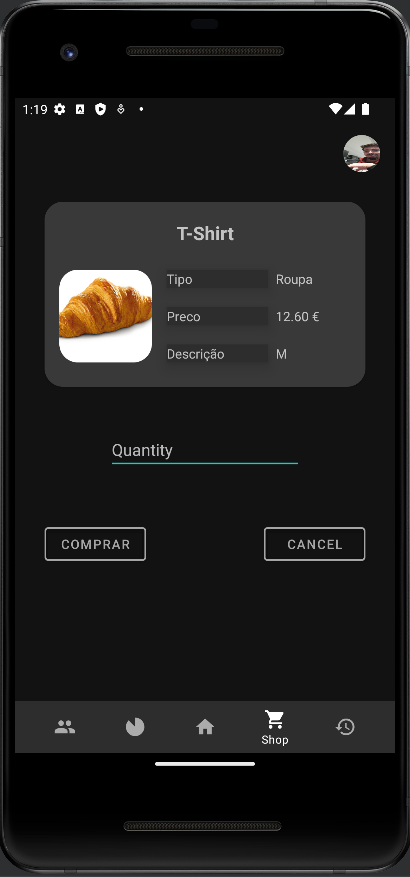 1:19
T-Shirt
Tipo Roupa
Preco 12.60 €
Descrição M
Quantity
COMPRAR CANCEL
Shop